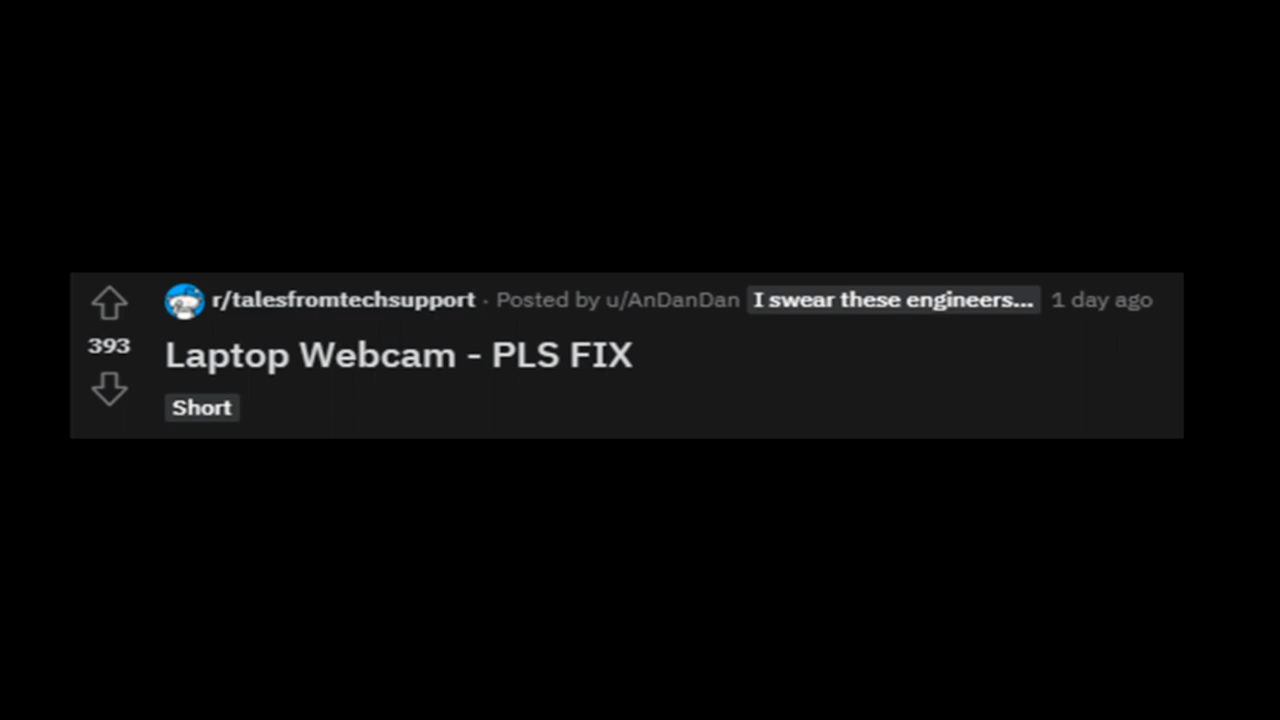 r/talesfromtechsupport · Posted by u/AnDanDan I swear these engineers... 1 day ago
393
Laptop Webcam - PLS FIX
Short